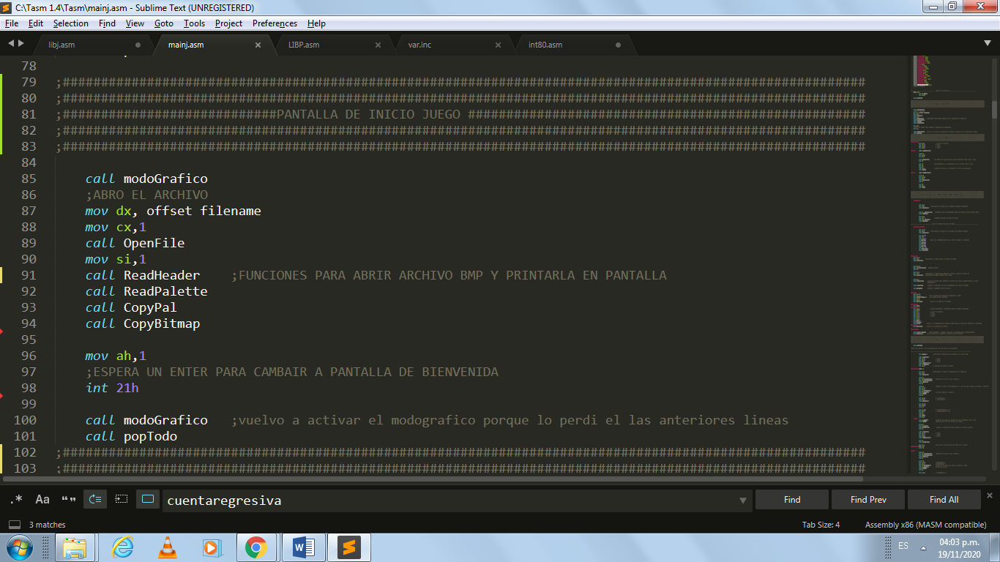 C:\Tasm 1.4\Tasm\mainj.asm - Sublime Text (UNREGISTERED)
File Edit Selection Find View Goto Tools Project Preferences Help
libj.asm mainj.asm LIBP.asm var.inc int80.asm
78
79 ;#########################################################################################################
80 ;#########################################################################################################
81 ;############################PANTALLA DE INICIO JUEGO ####################################################
82 ;#########################################################################################################
83 ;#########################################################################################################
84
85 call modoGrafico
86 ;ABRO EL ARCHIVO
87 mov dx, offset filename
88 mov cx,1
89 call OpenFile
90 mov si,1
91 call ReadHeader ;FUNCIONES PARA ABRIR ARCHIVO BMP Y PRINTARLA EN PANTALLA
92 call ReadPalette
93 call CopyPal
94 call CopyBitmap
95
96 mov ah,1
97 ;ESPERA UN ENTER PARA CAMBAIR A PANTALLA DE BIENVENIDA
98 int 21h
99
100 call modoGrafico ;vuelvo a activar el modografico porque lo perdi el las anteriores lineas
101 call popTodo
102 ;#########################################################################################################
103 ;#########################################################################################################
.* Aa “” cuentaregresiva Find Find Prev Find All
3 matches Tab Size: 4 Assembly x86 (MASM compatible)
ES 04:03 p.m.
19/11/2020